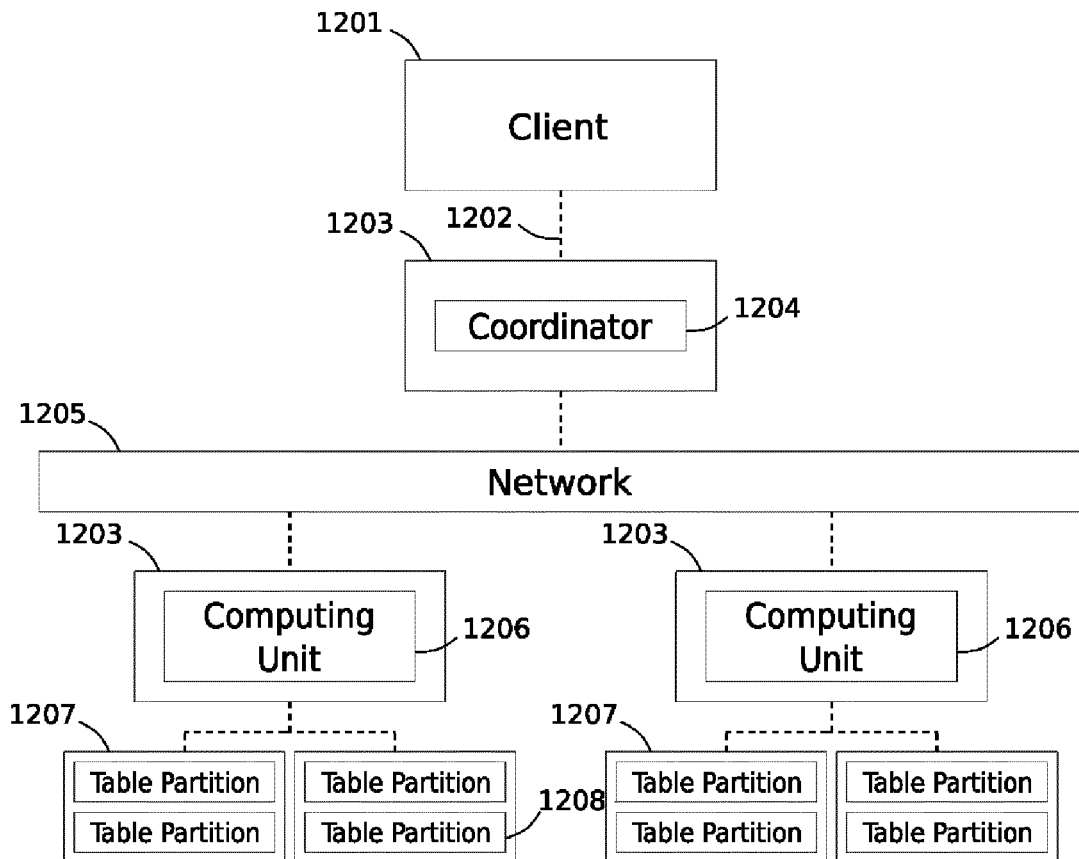 1201
Client
1202
1203
Coordinator
1204
1205
Network
1203
1203
Computing
Unit
1206
Computing
Unit
1206
1207
1207
Table Partition
Table Partition
Table Partition
Table Partition
1208
Table Partition
Table Partition
Table Partition
Table Partition